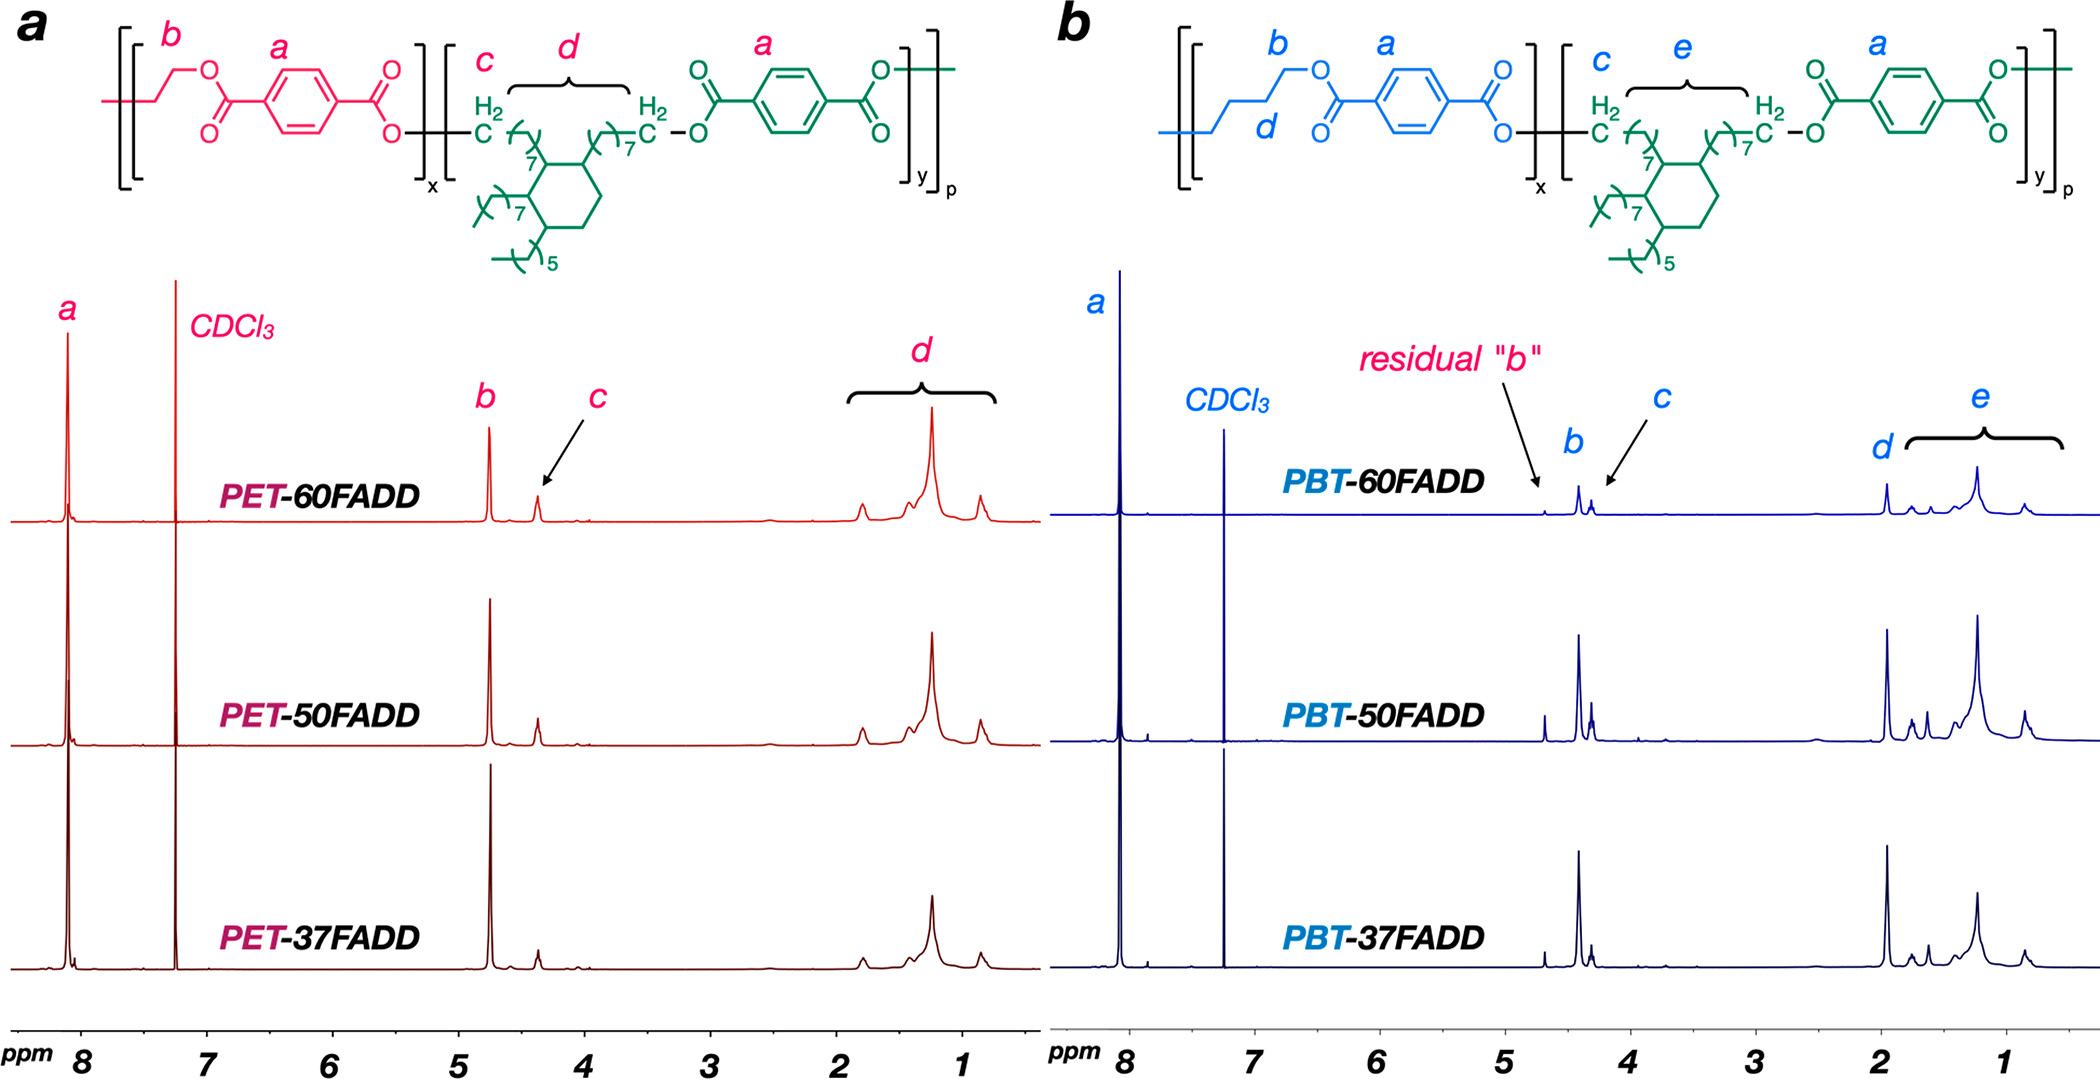 a
b
a
c
d
a
O
O
O
O
H2
C
H2
C
O
O
O
O
7
7
7
5
x
y
p
a
CDCl3
b
c
d
PET-60FADD
PET-50FADD
PET-37FADD
ppm 8 7 6 5 4 3 2 1
b
b
a
c
e
a
d
O
O
O
O
H2
C
H2
C
O
O
O
O
7
7
7
5
x
y
p
a
CDCl3
residual "b"
b
c
d
e
PBT-60FADD
PBT-50FADD
PBT-37FADD
ppm 8 7 6 5 4 3 2 1